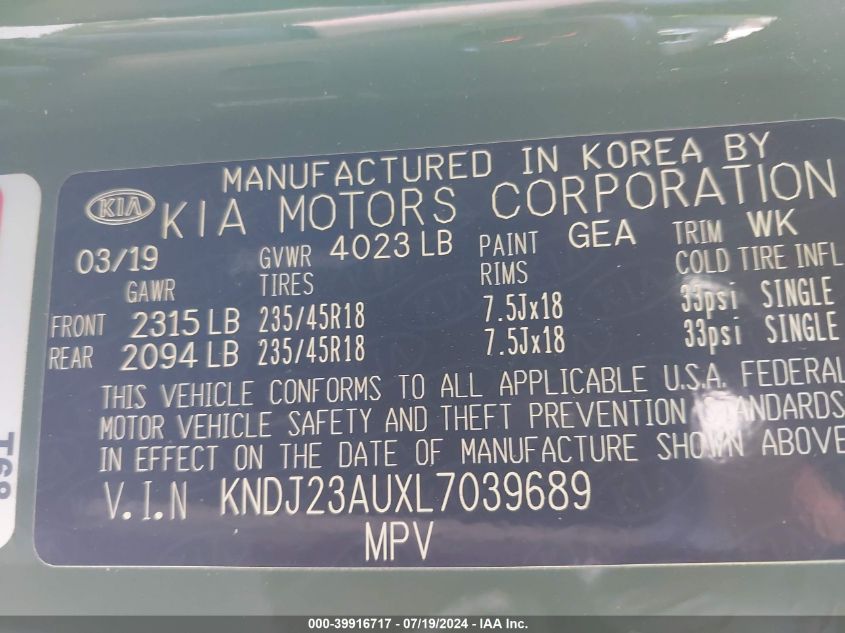 MANUFACTURED IN KOREA BY
KIA KIA MOTORS CORPORATION
03/19 GVWR 4023 LB PAINT GEA TRIM WK
GAWR TIRES RIMS COLD TIRE INFL
FRONT 2315 LB 235/45R18 7.5Jx18 33psi SINGLE
REAR 2094 LB 235/45R18 7.5Jx18 33psi SINGLE
THIS VEHICLE CONFORMS TO ALL APPLICABLE U.S.A. FEDERAL
MOTOR VEHICLE SAFETY AND THEFT PREVENTION STANDARDS
IN EFFECT ON THE DATE OF MANUFACTURE SHOWN ABOVE
V.I.N KNDJ23AUXL7039689
MPV
T68
000-39916717 - 07/19/2024 - IAA Inc.